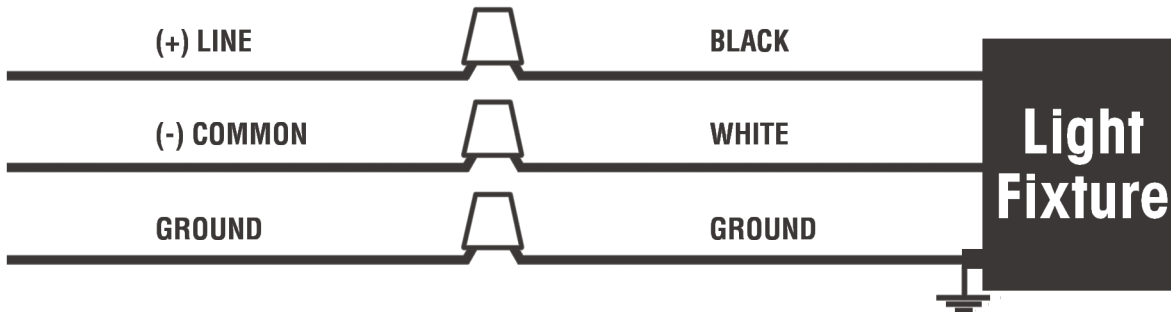 (+) LINE
BLACK
(-) COMMON
WHITE
GROUND
GROUND
Light
Fixture